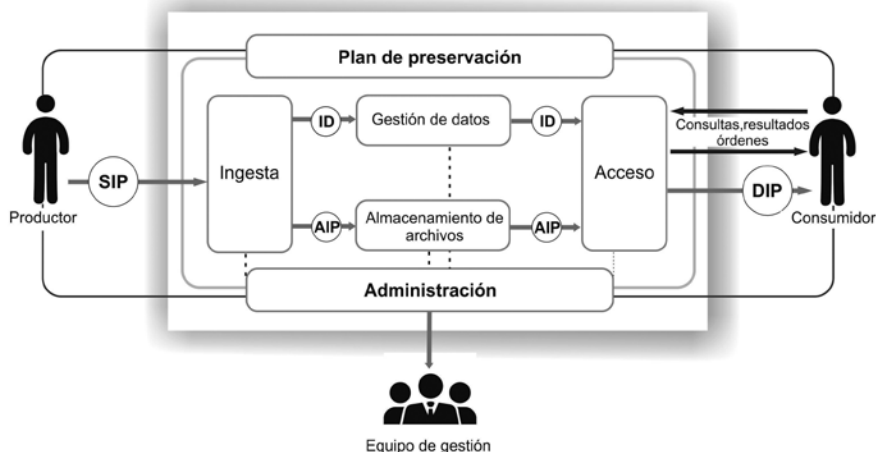 Plan de preservación
ID
Gestión de datos
ID
Consultas,resultados
órdenes
Ingesta
Acceso
SIP
DIP
Productor
Consumidor
AIP
Almacenamiento de
archivos
AIP
Administración
Equipo de gestión